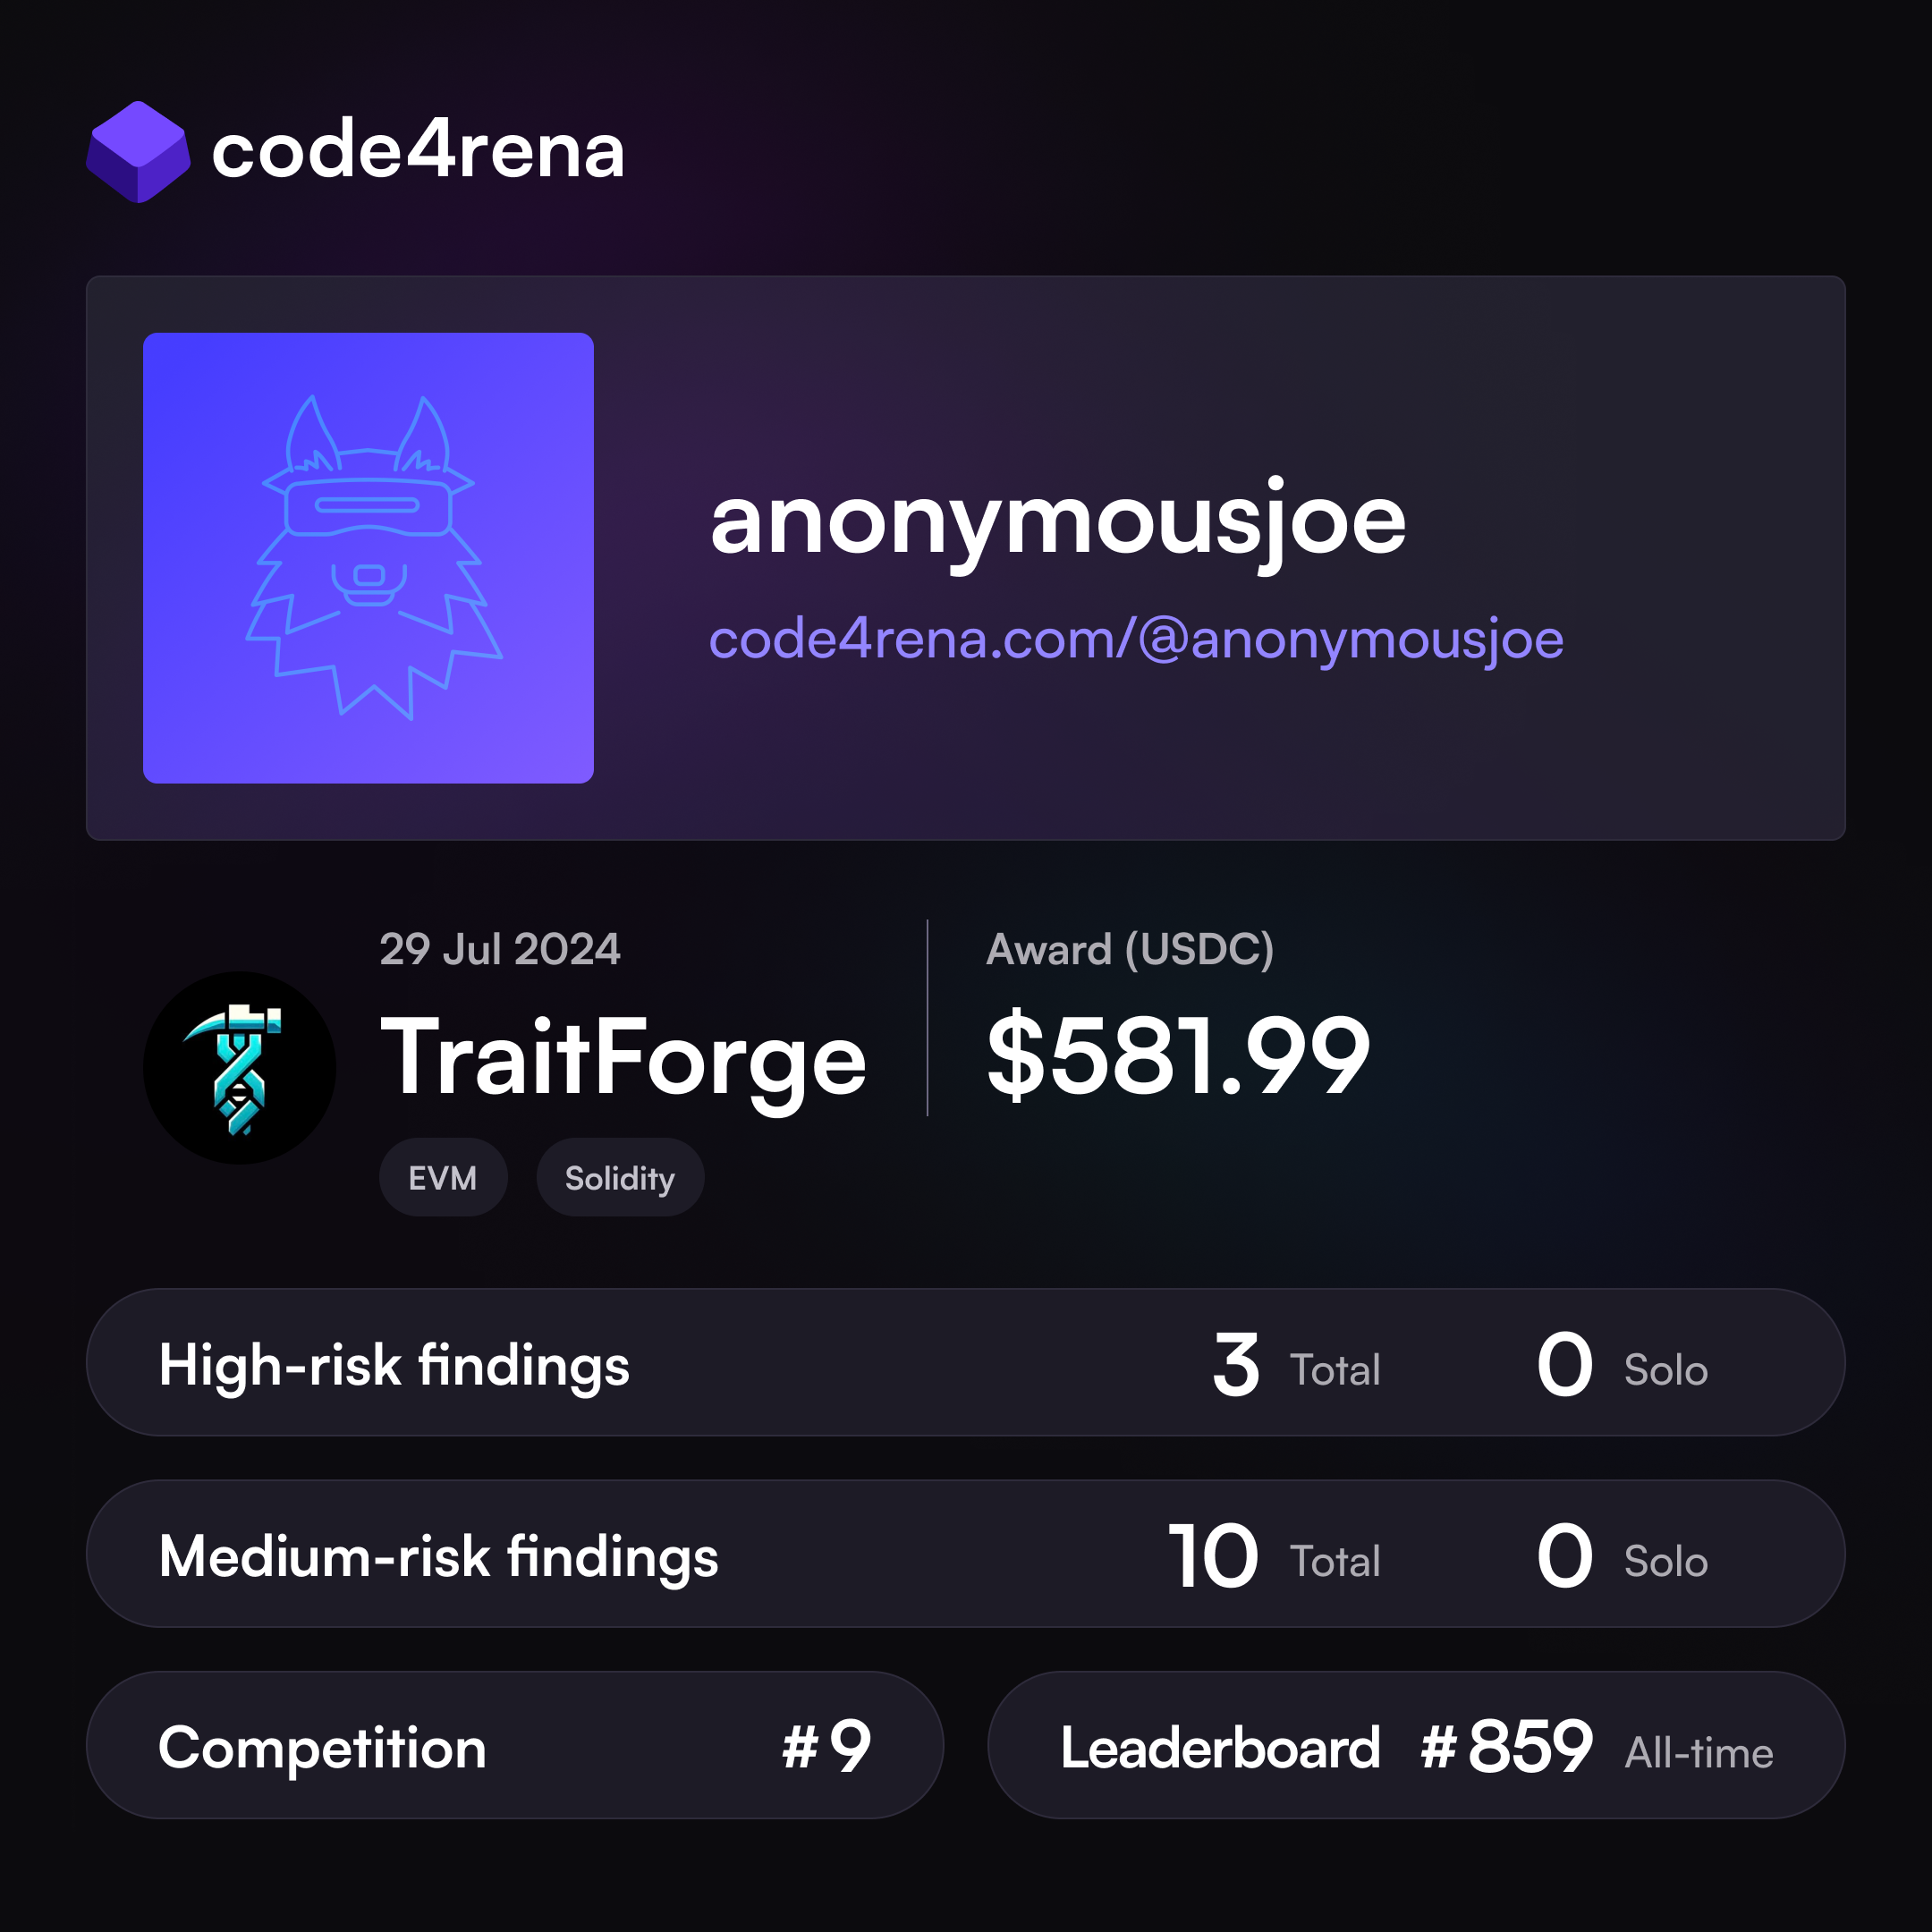 code4rena
anonymousjoe
code4rena.com/@anonymousjoe
29 Jul 2024
TraitForge
EVM Solidity
Award (USDC)
$581.99
High-risk findings 3 Total 0 Solo
Medium-risk findings 10 Total 0 Solo
Competition #9
Leaderboard #859 All-time